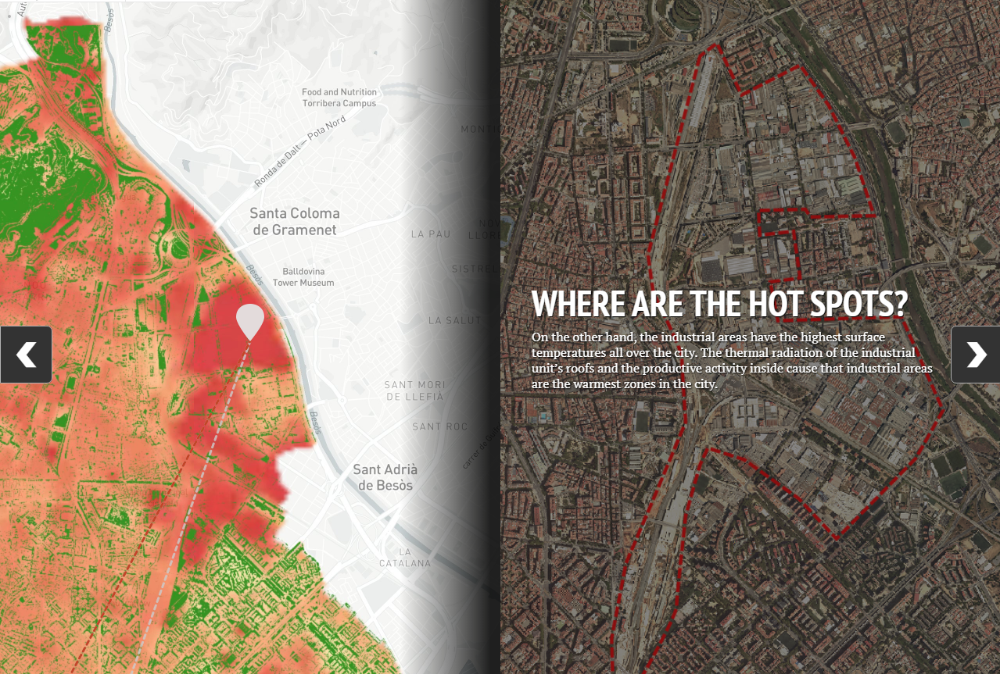 Besòs
Food and Nutrition
Torribera Campus
Ronda de Dalt — Pota Nord
Santa Coloma
de Gramenet
LA PAU
Besòs
Balldovina
Tower Museum
LA SALUT
WHERE ARE THE HOT SPOTS?
On the other hand, the industrial areas have the highest surface
temperatures all over the city. The thermal radiation of the industrial
unit's roofs and the productive activity inside cause that industrial areas
are the warmest zones in the city.
SANT MORI
DE LLEFIÀ
Besòs
SANT ROC
Sant Adrià
de Besòs
LA
CATALANA